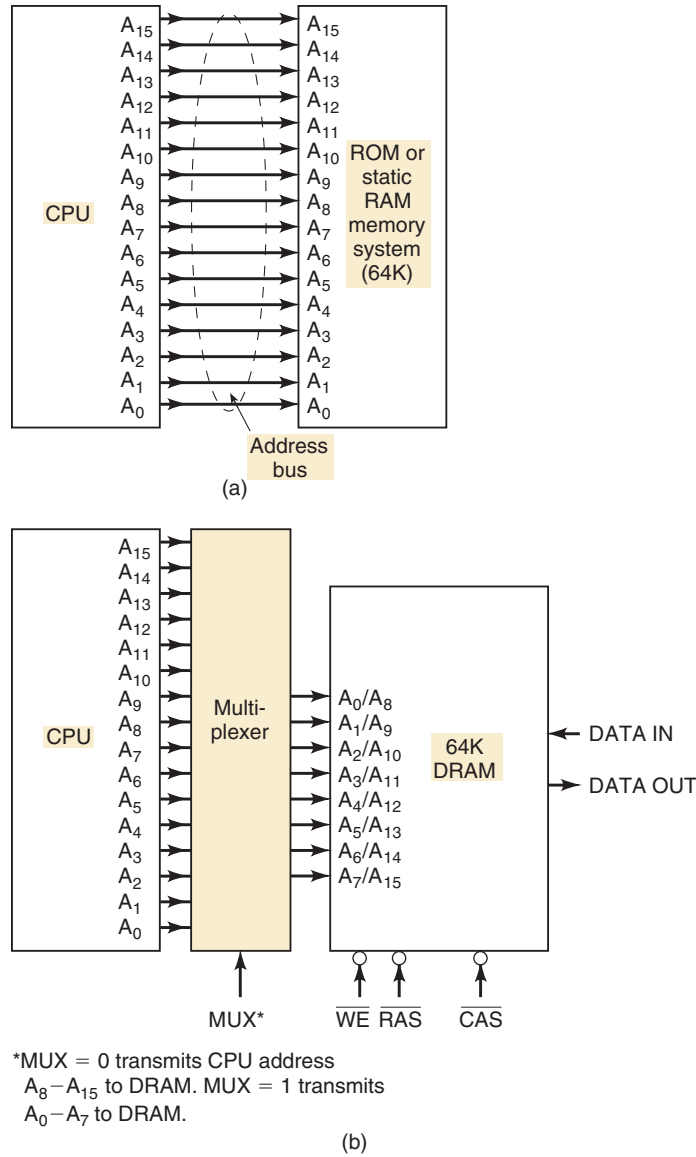 A15
A14
A13
A12
A11
A10
A9
A8
A7
A6
A5
A4
A3
A2
A1
A0
CPU
A15
A14
A13
A12
A11
A10
A9
A8
A7
A6
A5
A4
A3
A2
A1
A0
ROM or
static
RAM
memory
system
(64K)
Address
bus
(a)
A15
A14
A13
A12
A11
A10
A9
A8
A7
A6
A5
A4
A3
A2
A1
A0
CPU
Multi-
plexer
A0/A8
A1/A9
A2/A10
A3/A11
A4/A12
A5/A13
A6/A14
A7/A15
64K
DRAM
DATA IN
DATA OUT
MUX*
WE RAS CAS
*MUX = 0 transmits CPU address
A8–A15 to DRAM. MUX = 1 transmits
A0–A7 to DRAM.
(b)